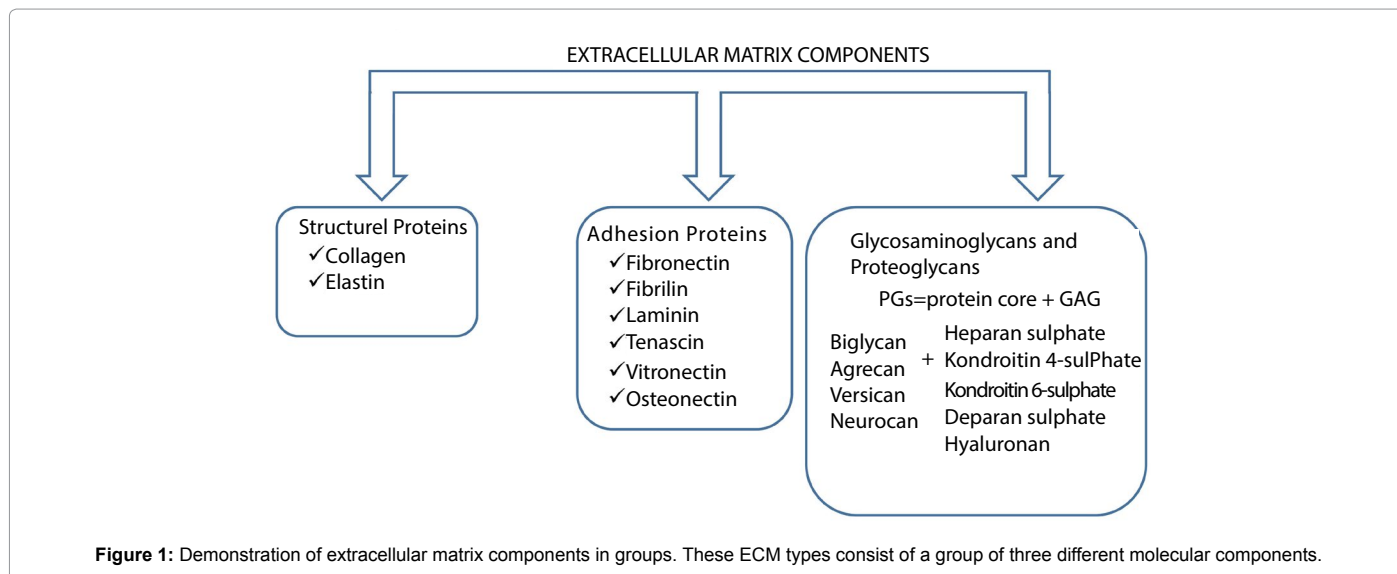 EXTRACELLULAR MATRIX COMPONENTS
Structurel Proteins
✓Collagen
✓Elastin
Adhesion Proteins
✓Fibronectin
✓Fibrilin
✓Laminin
✓Tenascin
✓Vitronectin
✓Osteonectin
Glycosaminoglycans and
Proteoglycans
PGs=protein core + GAG
Biglycan
Agrecan
Versican
Neurocan
+
Heparan sulphate
Kondroitin 4-sulPhate
Kondroitin 6-sulphate
Deparan sulphate
Hyaluronan
Figure 1: Demonstration of extracellular matrix components in groups. These ECM types consist of a group of three different molecular components.